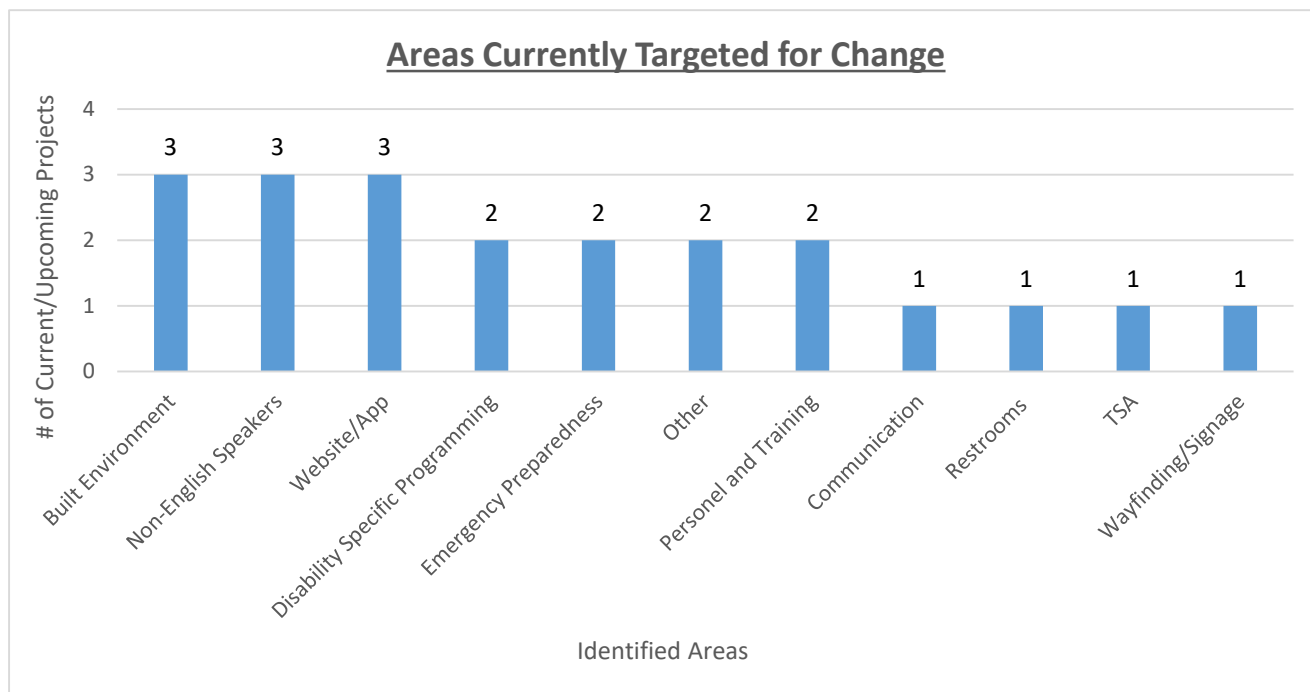 Areas Currently Targeted for Change
# of Current/Upcoming Projects
4
3
2
1
0
3
3
3
2
2
2
2
1
1
1
1
Built Environment
Non-English Speakers
Website/App
Disability Specific Programming
Emergency Preparedness
Other
Personel and Training
Communication
Restrooms
TSA
Wayfinding/Signage
Identified Areas